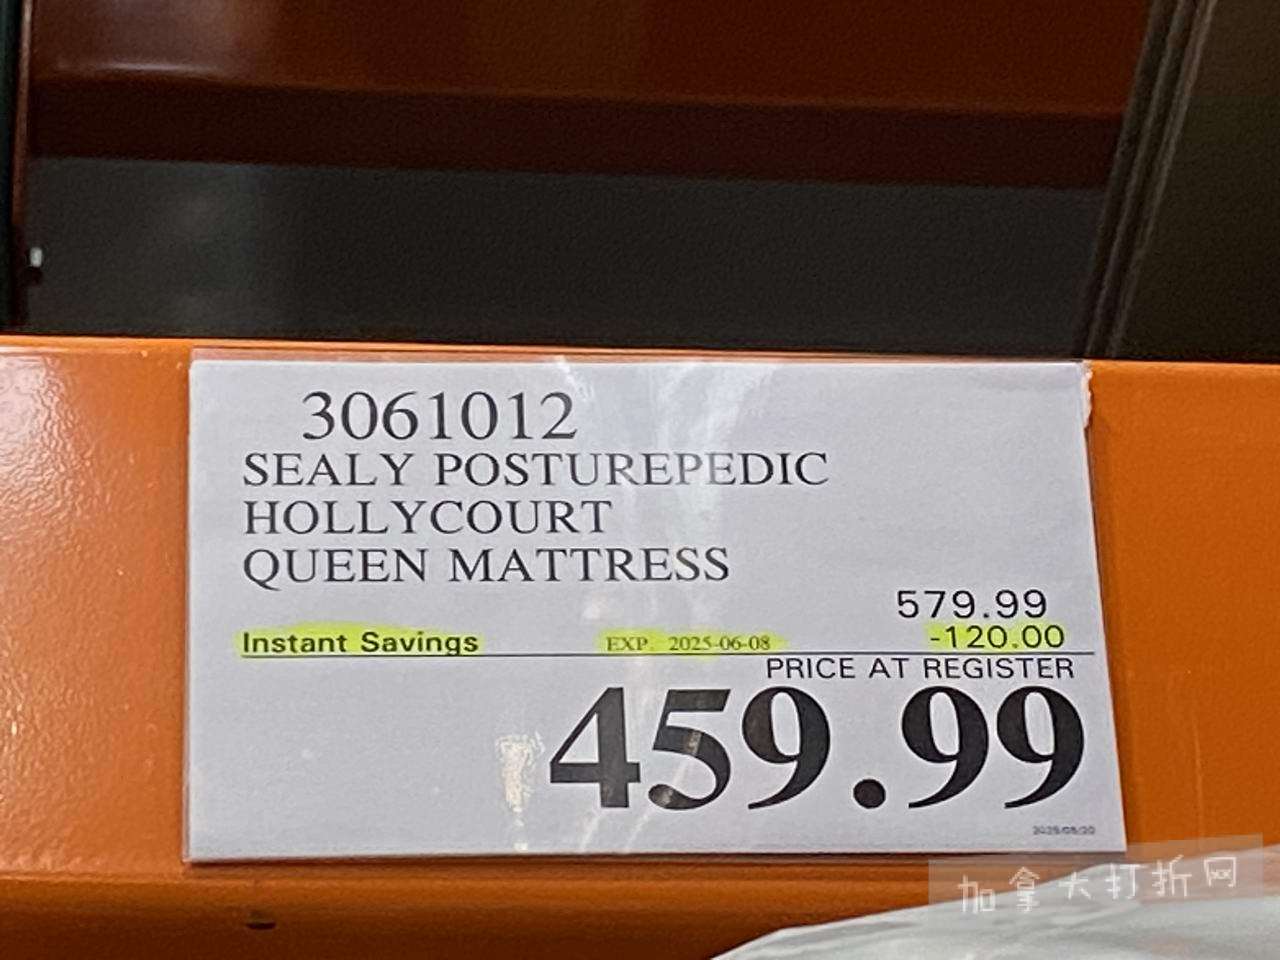 3061012
SEALY POSTUREPEDIC
HOLLYCOURT
QUEEN MATTRESS
579.99
Instant Savings EXP. 2025-06-08 -120.00
PRICE AT REGISTER
459.99
加拿大打折网